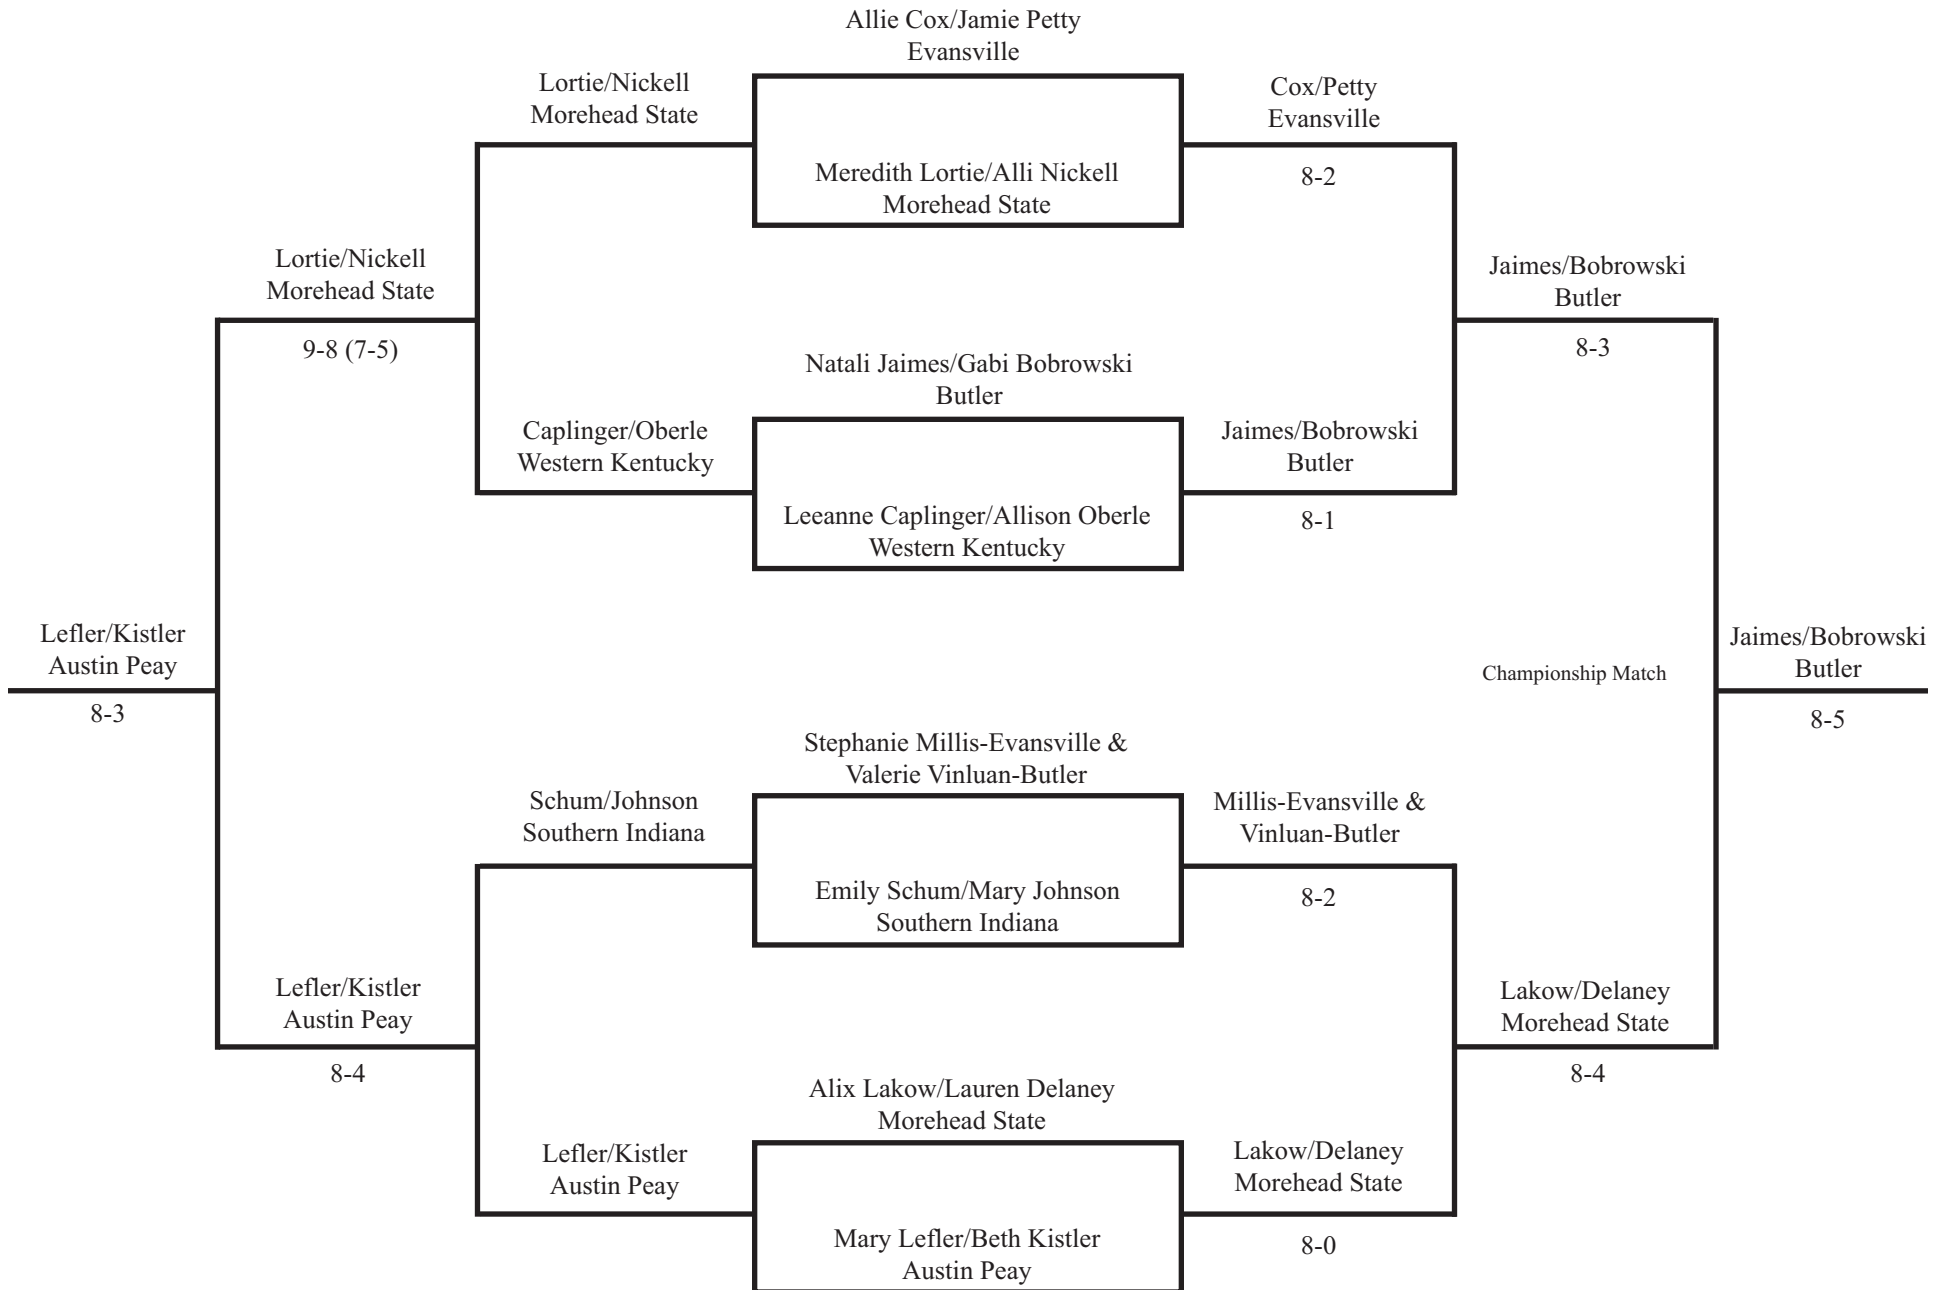 Allie Cox/Jamie Petty
Evansville
Lortie/Nickell
Morehead State
Cox/Petty
Evansville
8-2
Meredith Lortie/Alli Nickell
Morehead State
Lortie/Nickell
Morehead State
9-8 (7-5)
Jaimes/Bobrowski
Butler
8-3
Natali Jaimes/Gabi Bobrowski
Butler
Caplinger/Oberle
Western Kentucky
Jaimes/Bobrowski
Butler
8-1
Leeanne Caplinger/Allison Oberle
Western Kentucky
Lefler/Kistler
Austin Peay
8-3
Championship Match
Jaimes/Bobrowski
Butler
8-5
Stephanie Millis-Evansville &
Valerie Vinluan-Butler
Schum/Johnson
Southern Indiana
Millis-Evansville &
Vinluan-Butler
8-2
Emily Schum/Mary Johnson
Southern Indiana
Lefler/Kistler
Austin Peay
8-4
Lakow/Delaney
Morehead State
8-4
Alix Lakow/Lauren Delaney
Morehead State
Lefler/Kistler
Austin Peay
Lakow/Delaney
Morehead State
8-0
Mary Lefler/Beth Kistler
Austin Peay